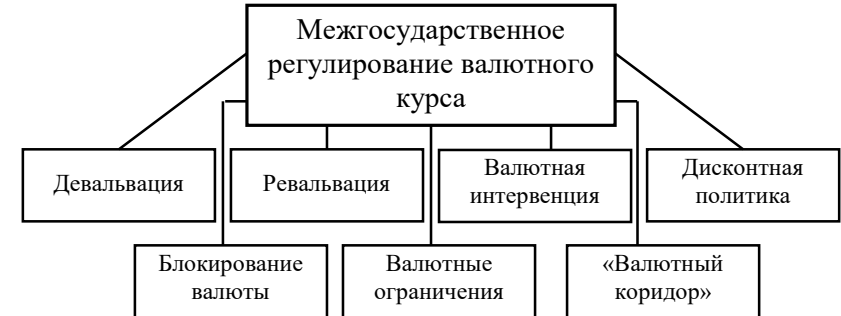 Межгосударственное
регулирование валютного
курса
Девальвация
Ревальвация
Валютная
интервенция
Дисконтная
политика
Блокирование
валюты
Валютные
ограничения
«Валютный
коридор»